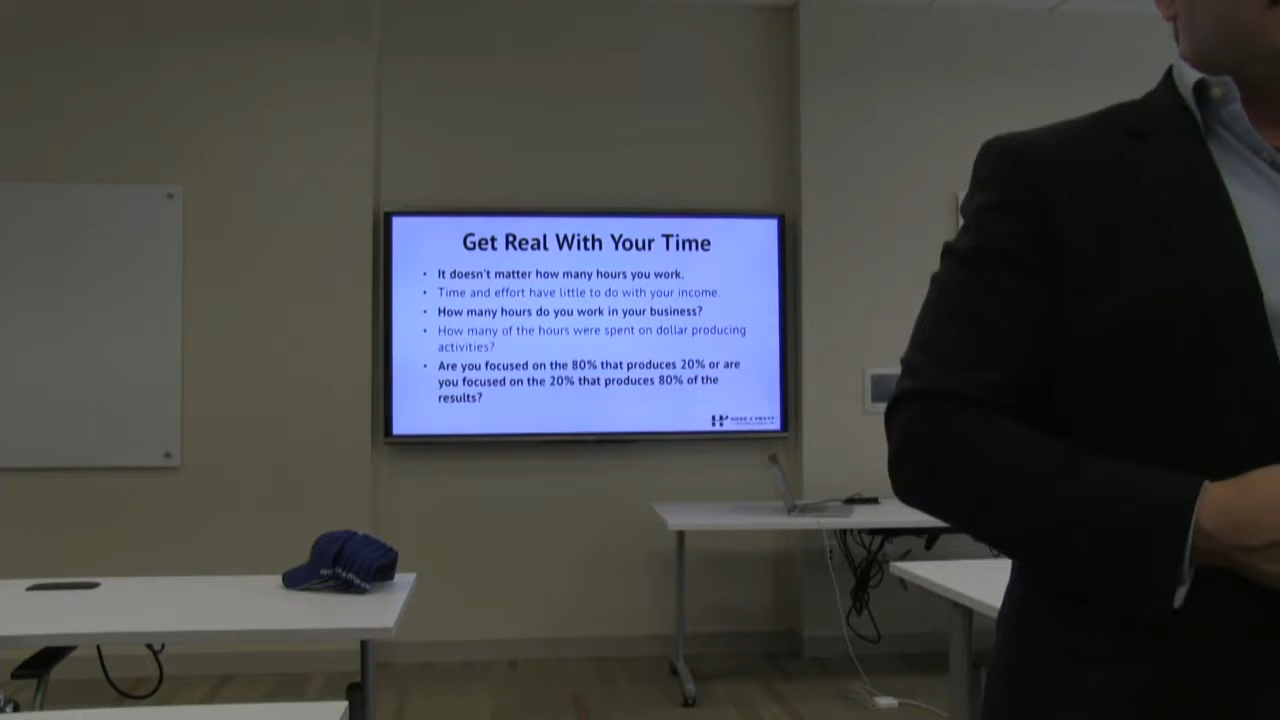 Get Real With Your Time
• It doesn't matter how many hours you work.
• Time and effort have little to do with your income.
• How many hours do you work in your business?
• How many of the hours were spent on dollar producing
activities?
• Are you focused on the 80% that produces 20% or are
you focused on the 20% that produces 80% of the
results?